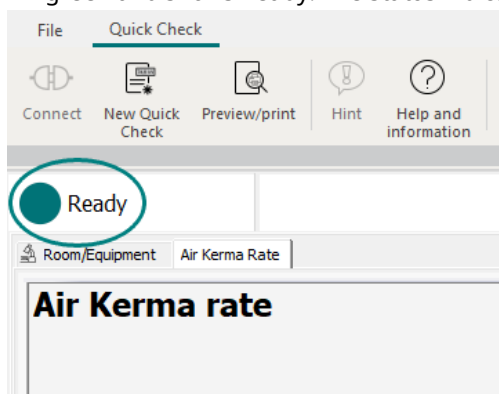 File Quick Check
Connect New Quick Check Preview/print Hint Help and information
Ready
Room/Equipment Air Kerma Rate
Air Kerma rate